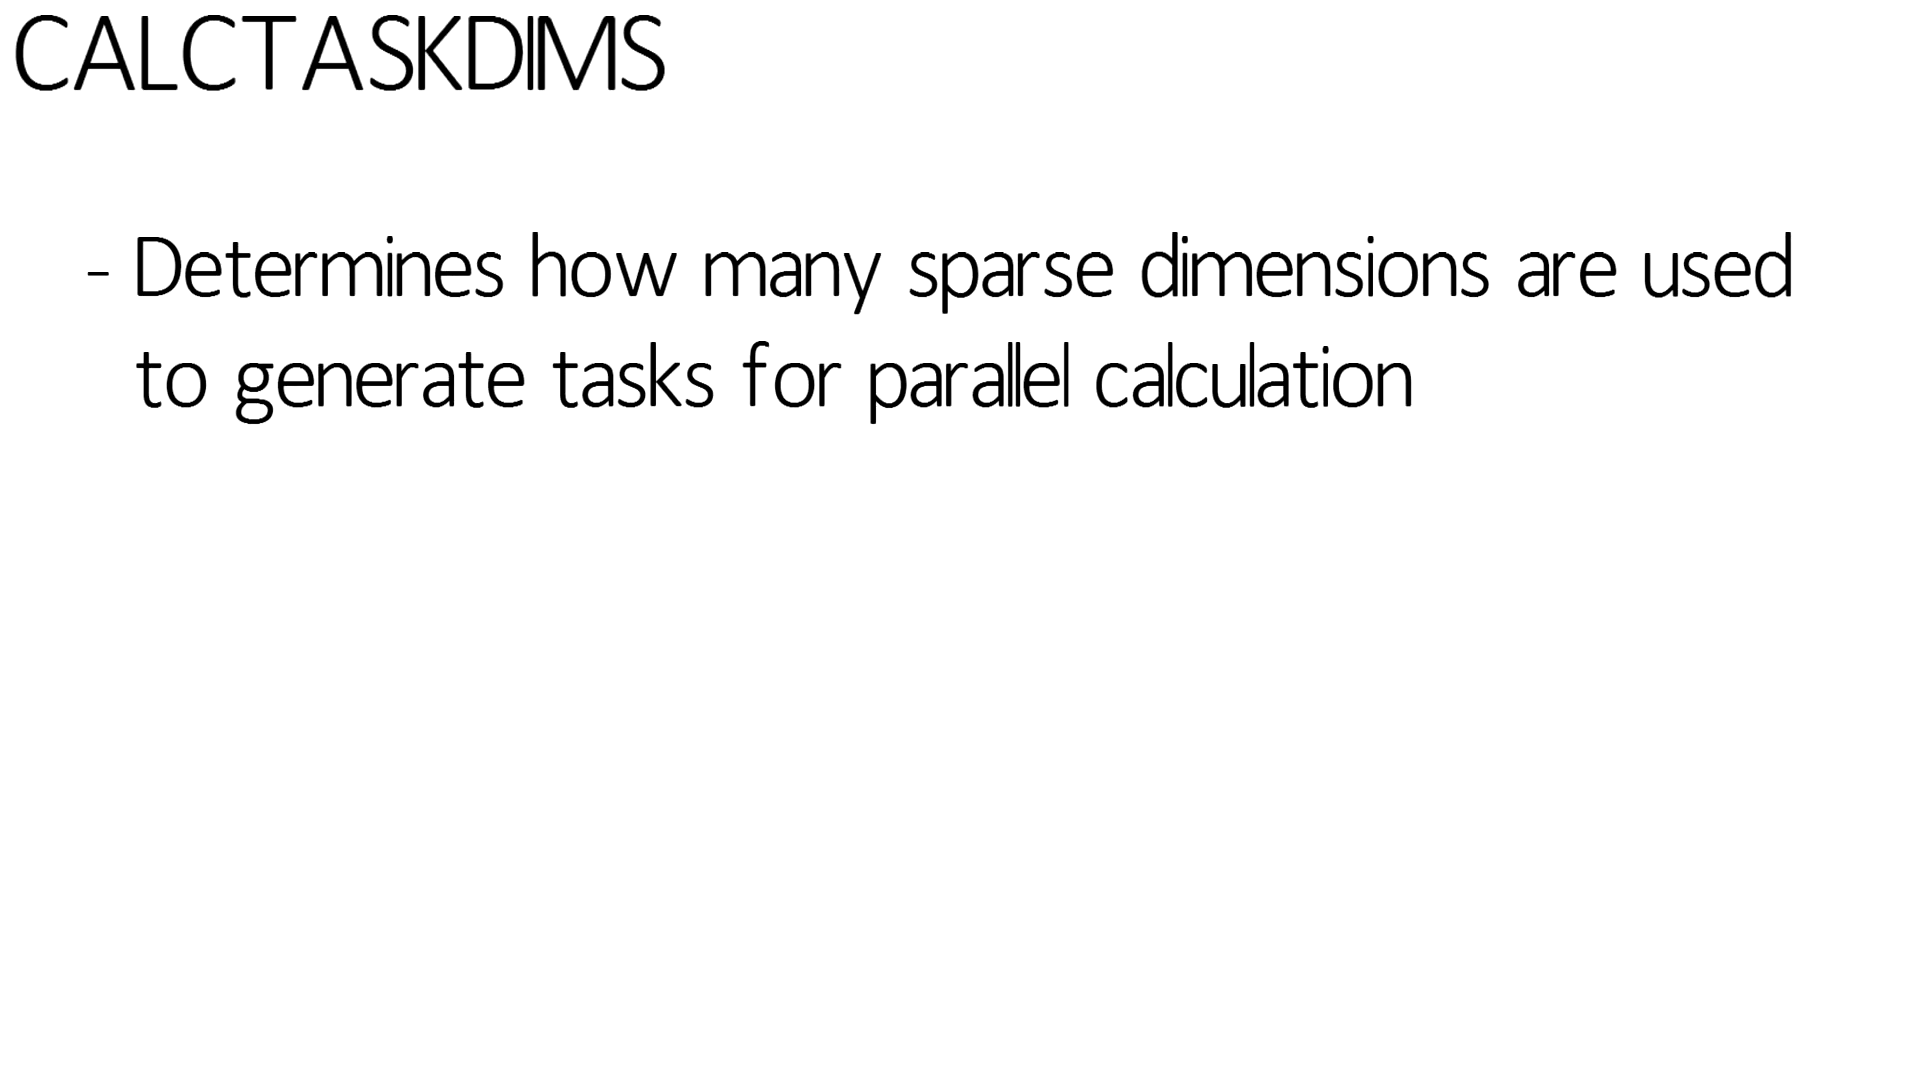 CALCTASKDIMS
- Determines how many sparse dimensions are used
to generate tasks for parallel calculation